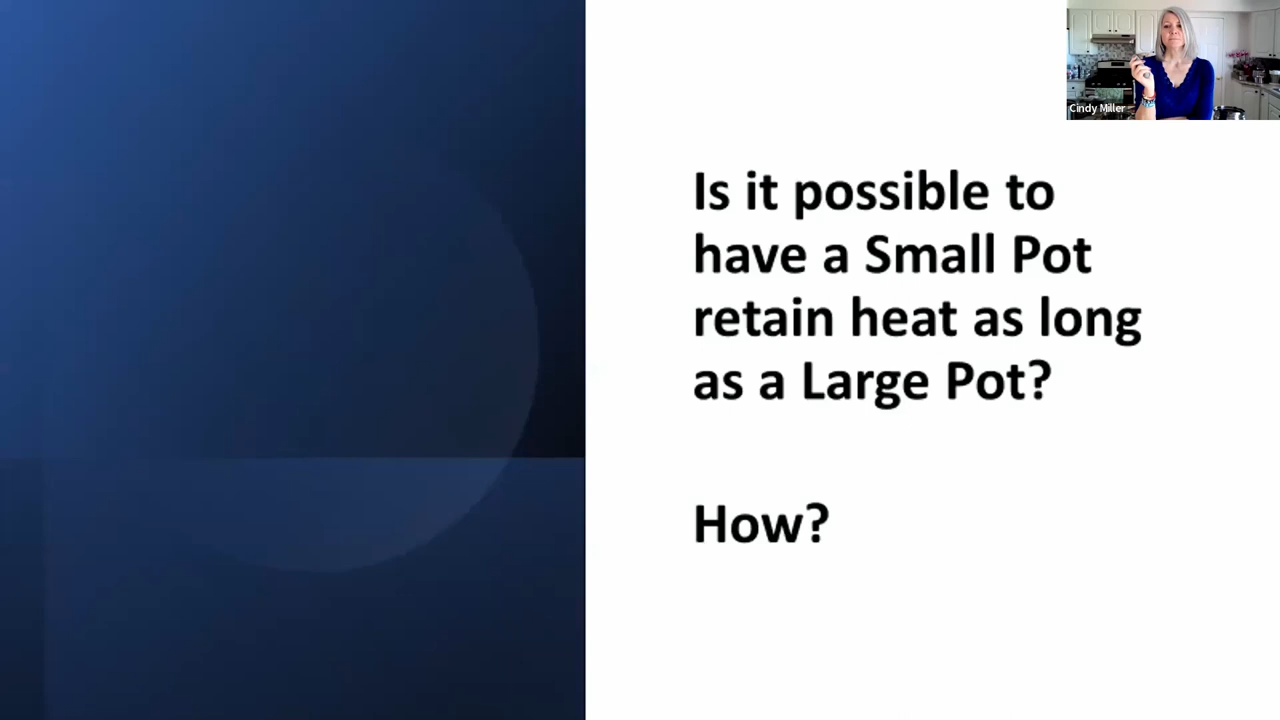 Cindy Miller
Is it possible to
have a Small Pot
retain heat as long
as a Large Pot?
How?